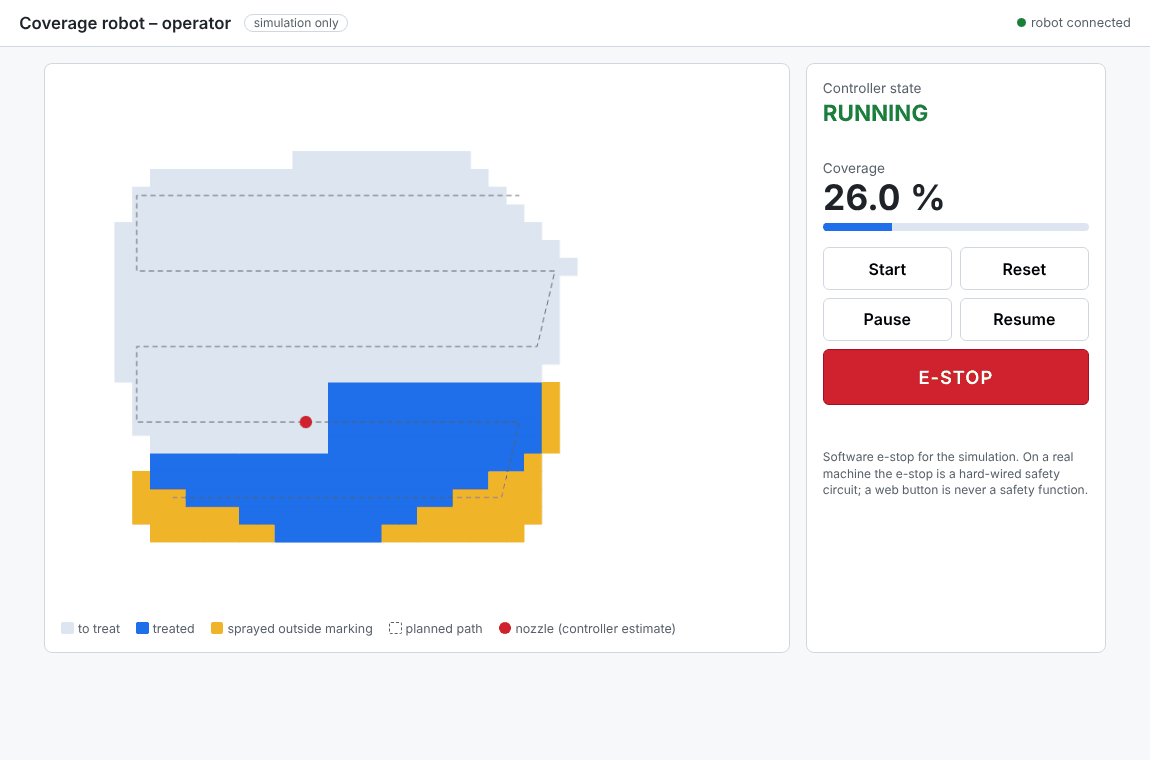 Coverage robot – operator
simulation only
robot connected
Controller state
RUNNING
Coverage
26.0 %
Start
Reset
Pause
Resume
E-STOP
Software e-stop for the simulation. On a real
machine the e-stop is a hard-wired safety
circuit; a web button is never a safety function.
to treat
treated
sprayed outside marking
planned path
nozzle (controller estimate)